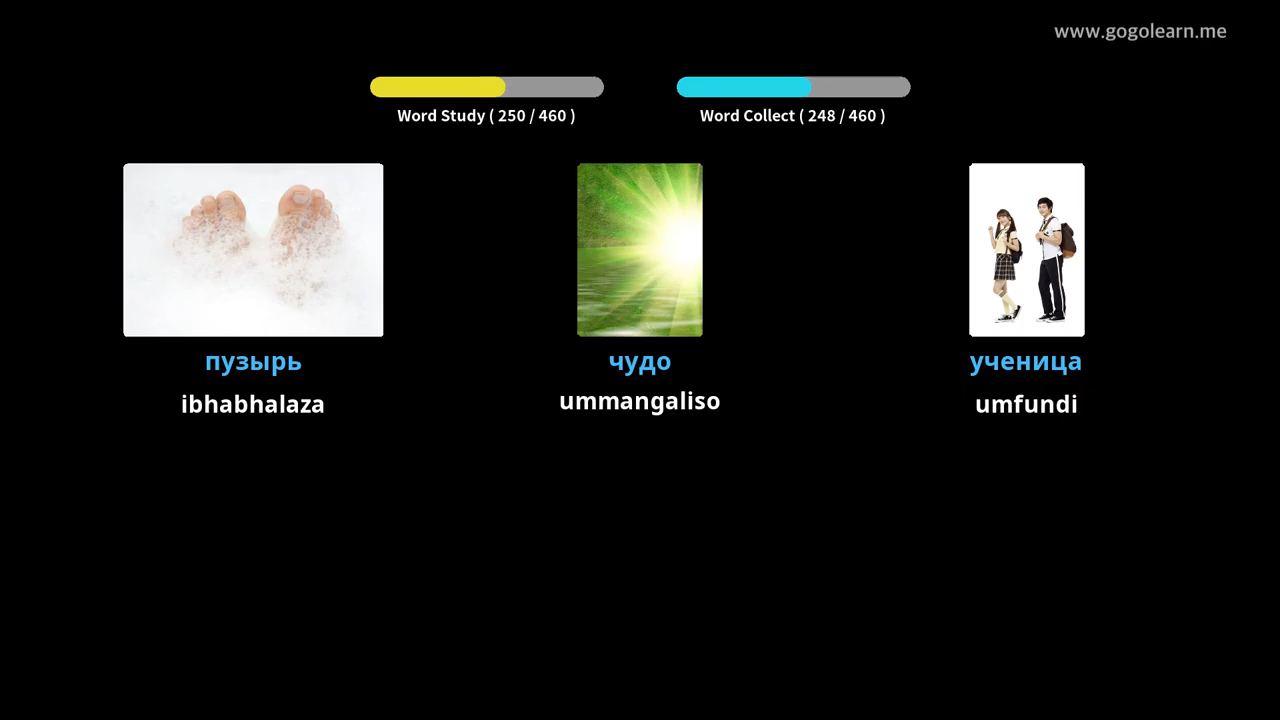 www.gogolearn.me
Word Study ( 250 / 460 )
Word Collect ( 248 / 460 )
пузырь
чудо
ученица
ibhabhalaza
ummangaliso
umfundi